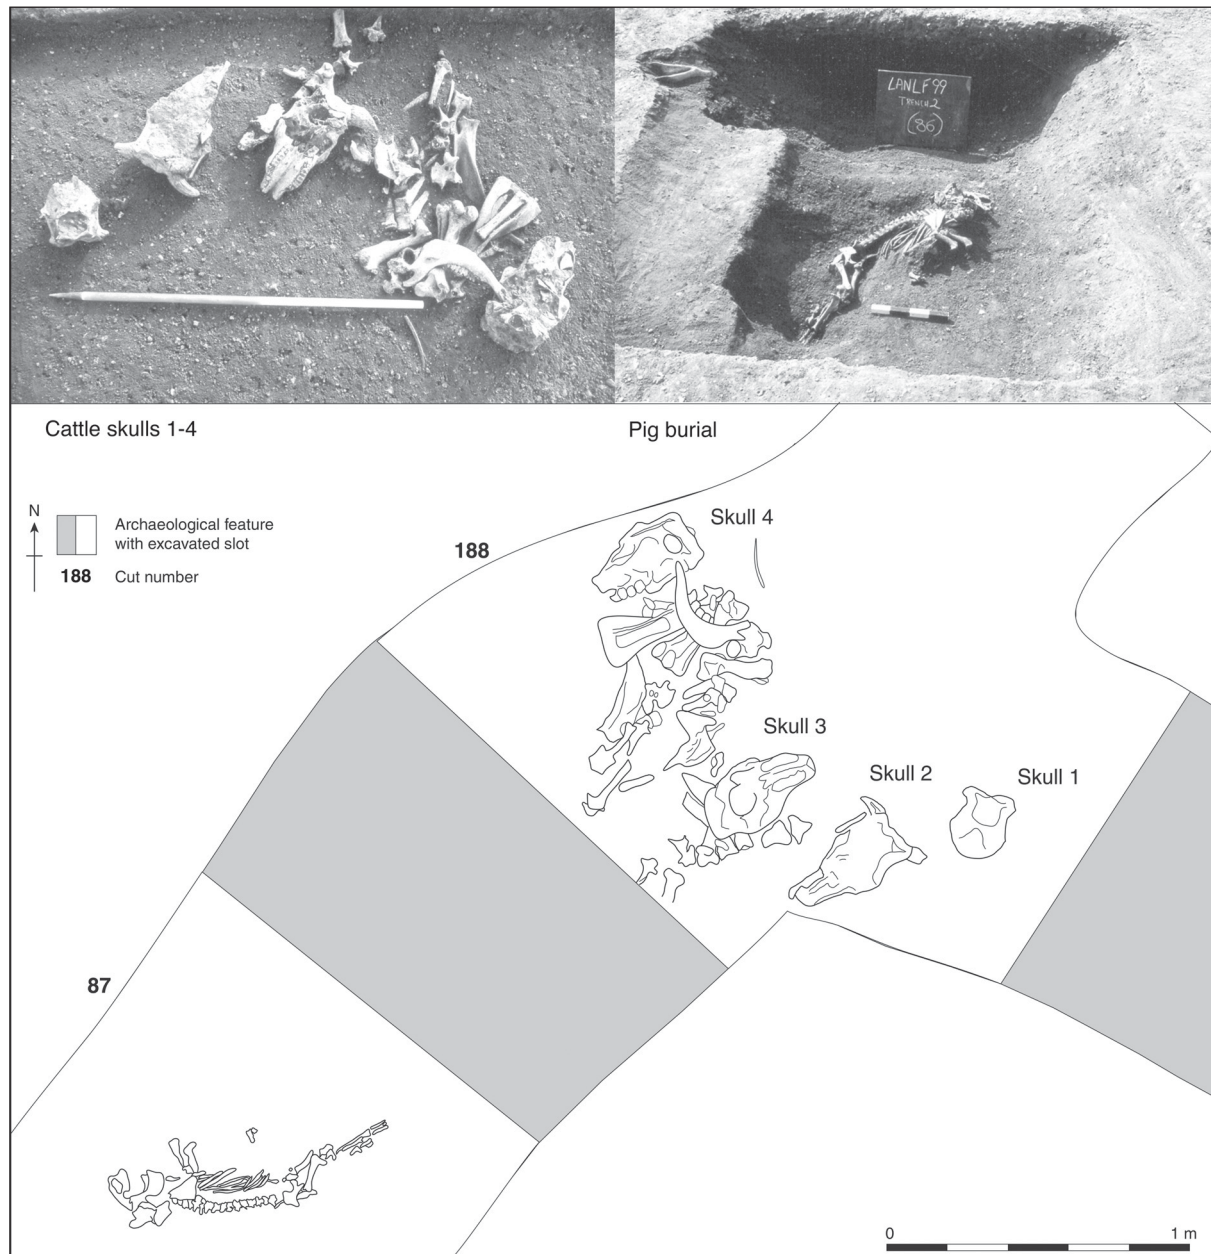 LANLF99
TRENCH 2
(86)
Cattle skulls 1-4
Pig burial
N
Archaeological feature
with excavated slot
188 Cut number
188
Skull 4
Skull 3
Skull 2
Skull 1
87
0 1 m